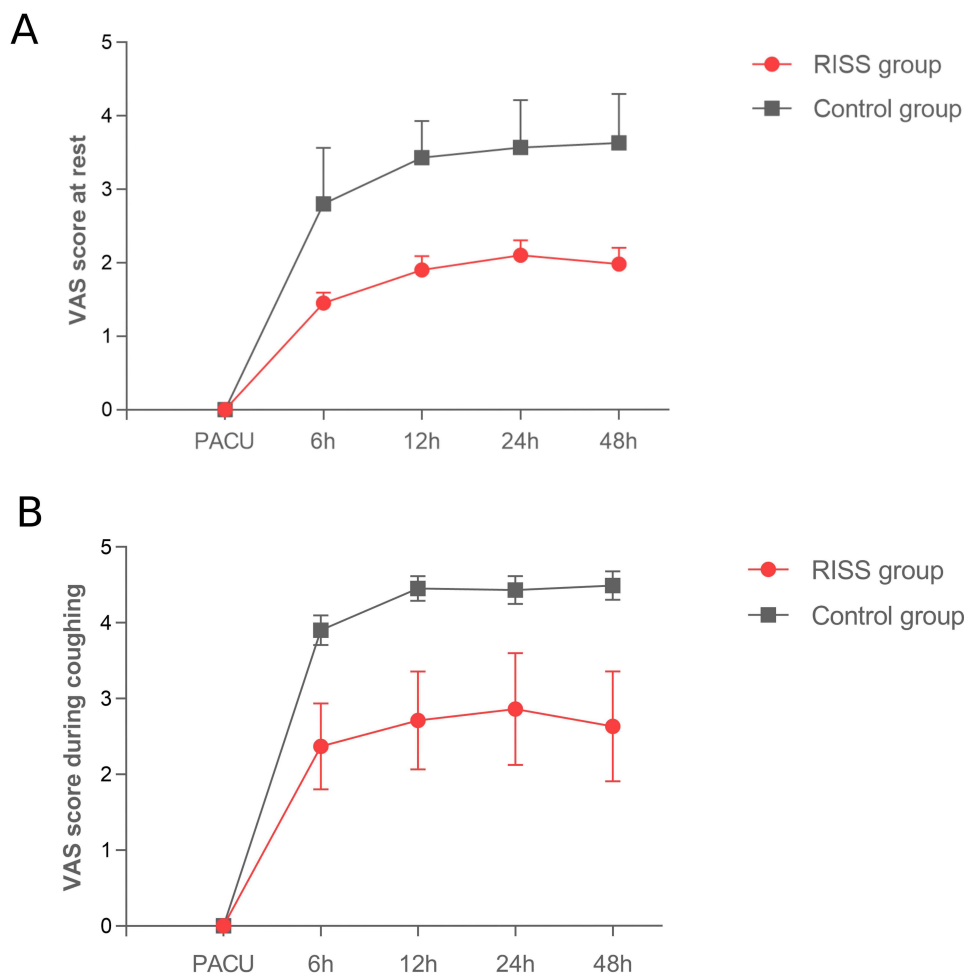 A
VAS score at rest
5
4
3
2
1
0
PACU 6h 12h 24h 48h
RISS group
Control group
B
VAS score during coughing
5
4
3
2
1
0
PACU 6h 12h 24h 48h
RISS group
Control group